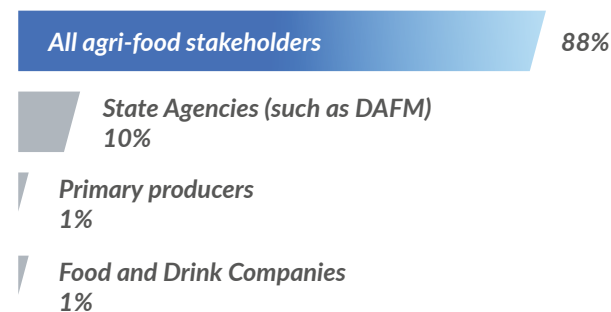 All agri-food stakeholders 88%
State Agencies (such as DAFM)
10%
Primary producers
1%
Food and Drink Companies
1%